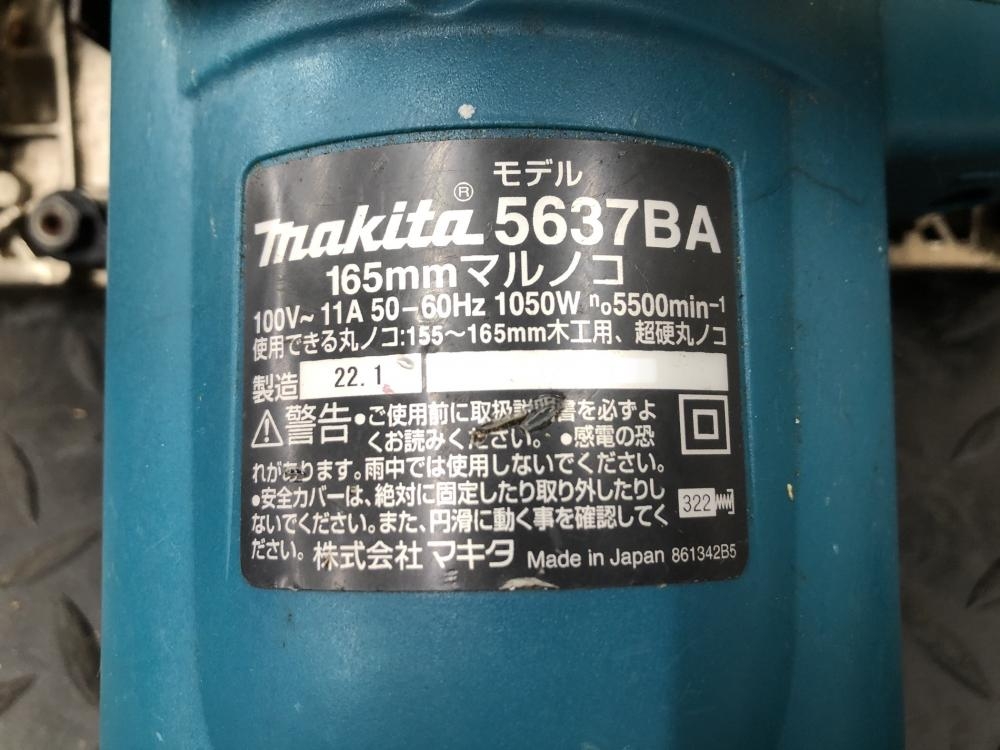 モデル
makita® 5637BA
165mmマルノコ
100V~ 11A 50-60Hz 1050W n₀5500min⁻¹
使用できる丸ノコ:155~165mm木工用、超硬丸ノコ
製造 22.1
警告 •ご使用前に取扱説明書を必ずよ
くお読みください。 •感電の恐
れがあります。雨中では使用しないでください。
•安全カバーは、絶対に固定したり取り外したりし
ないでください。また、円滑に動く事を確認してく
ださい。 株式会社 マキタ Made in Japan 861342B5
322